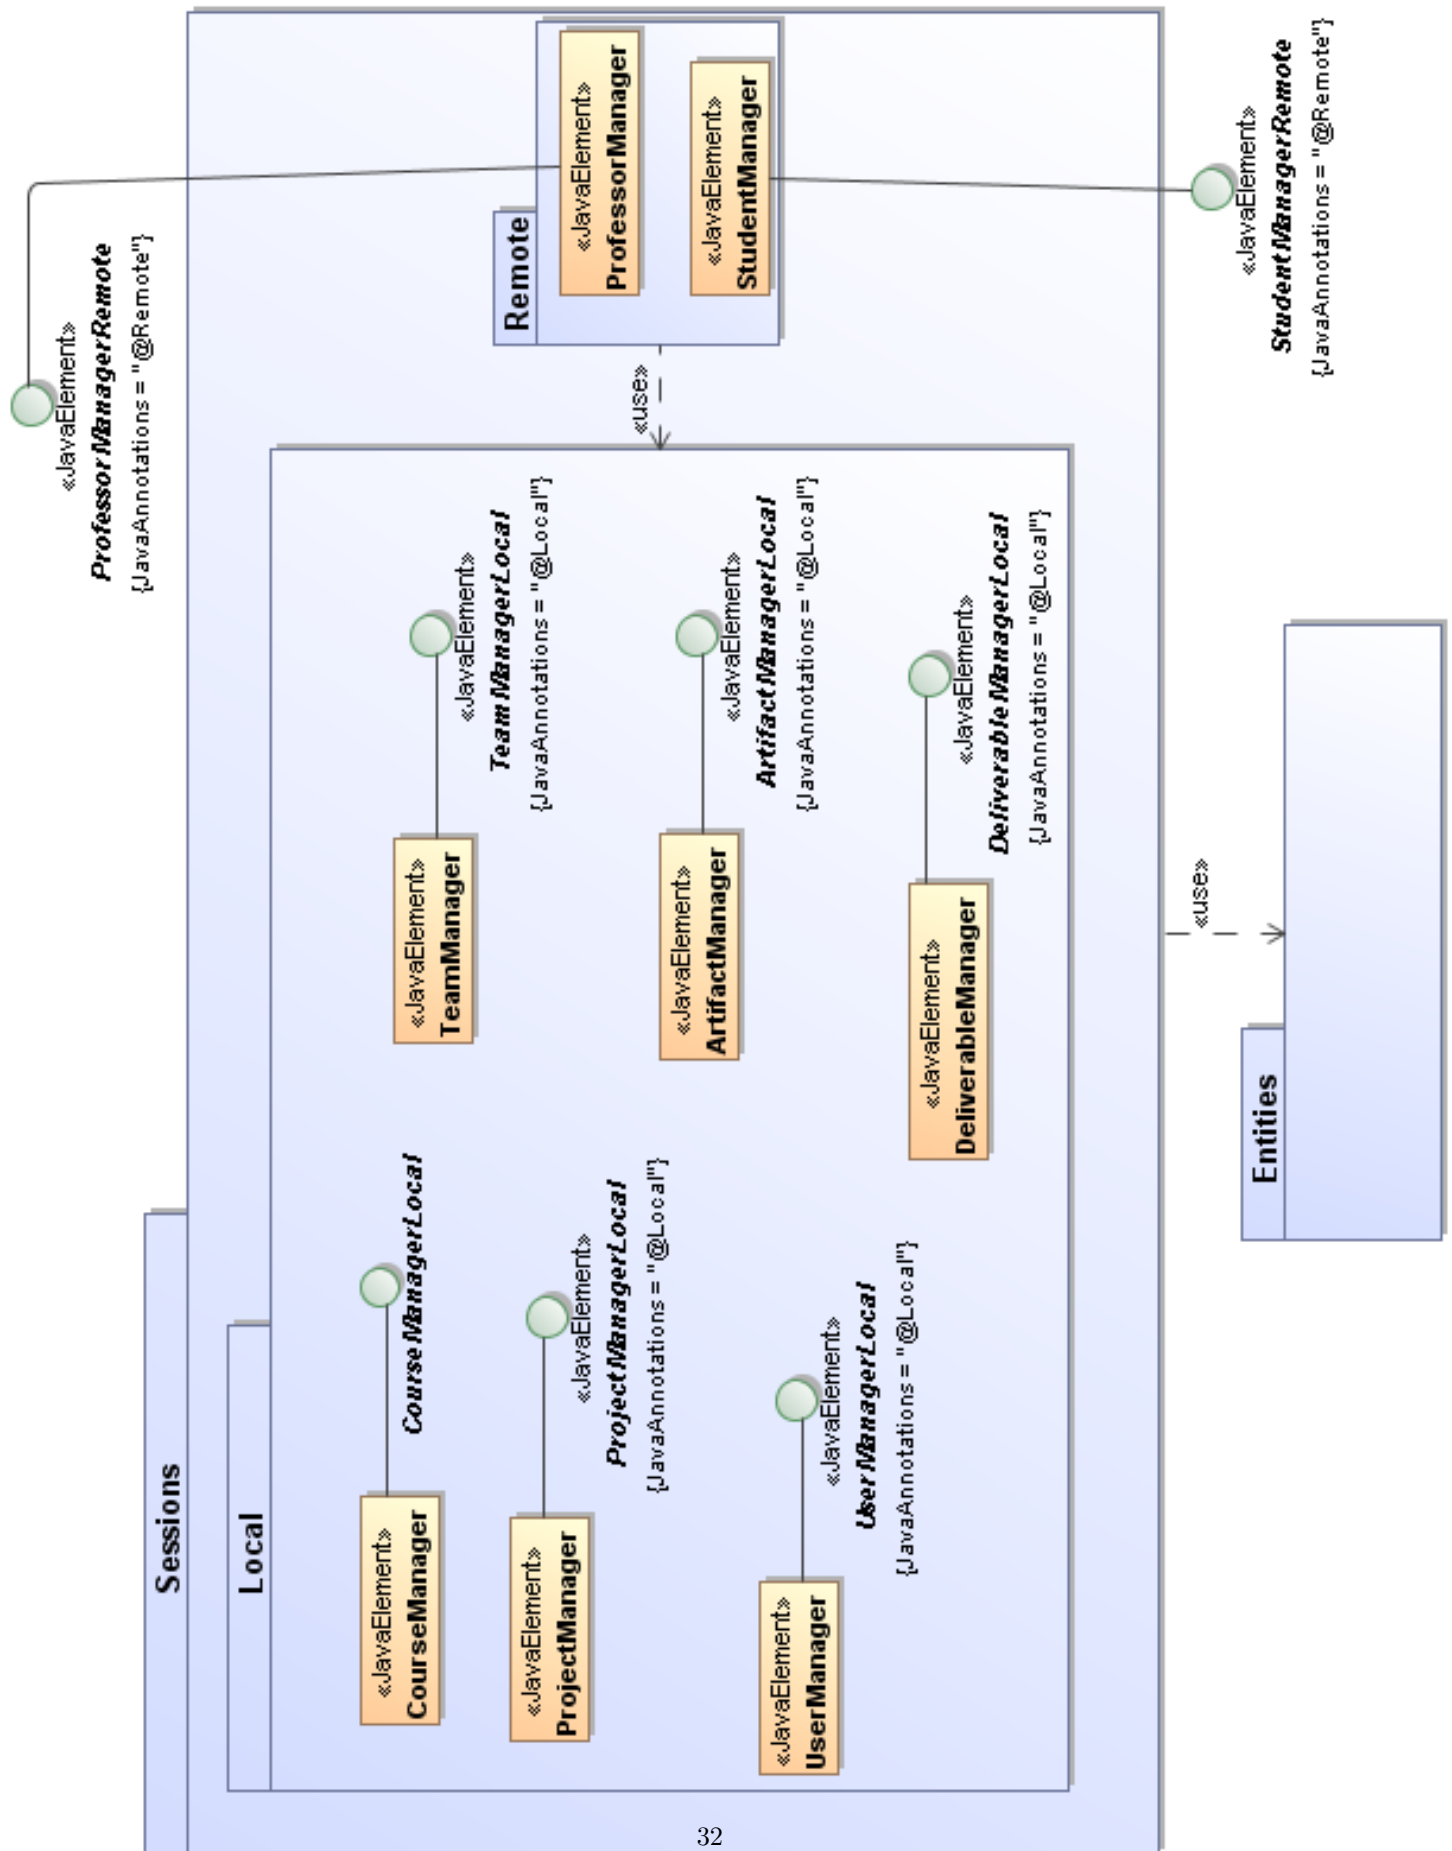 Sessions
Local
«JavaElement»
CourseManager
CourseManagerLocal
«JavaElement»
TeamManager
«JavaElement»
TeamManagerLocal
{JavaAnnotations = "@Local"}
«JavaElement»
ProjectManager
«JavaElement»
ProjectManagerLocal
{JavaAnnotations = "@Local"}
«JavaElement»
ArtifactManager
«JavaElement»
ArtifactManagerLocal
{JavaAnnotations = "@Local"}
«JavaElement»
UserManager
«JavaElement»
UserManagerLocal
{JavaAnnotations = "@Local"}
«JavaElement»
DeliverableManager
«JavaElement»
DeliverableManagerLocal
{JavaAnnotations = "@Local"}
«use»
Remote
«JavaElement»
ProfessorManager
«JavaElement»
StudentManager
«JavaElement»
ProfessorManagerRemote
{JavaAnnotations = "@Remote"}
«JavaElement»
StudentManagerRemote
{JavaAnnotations = "@Remote"}
«use»
Entities
32